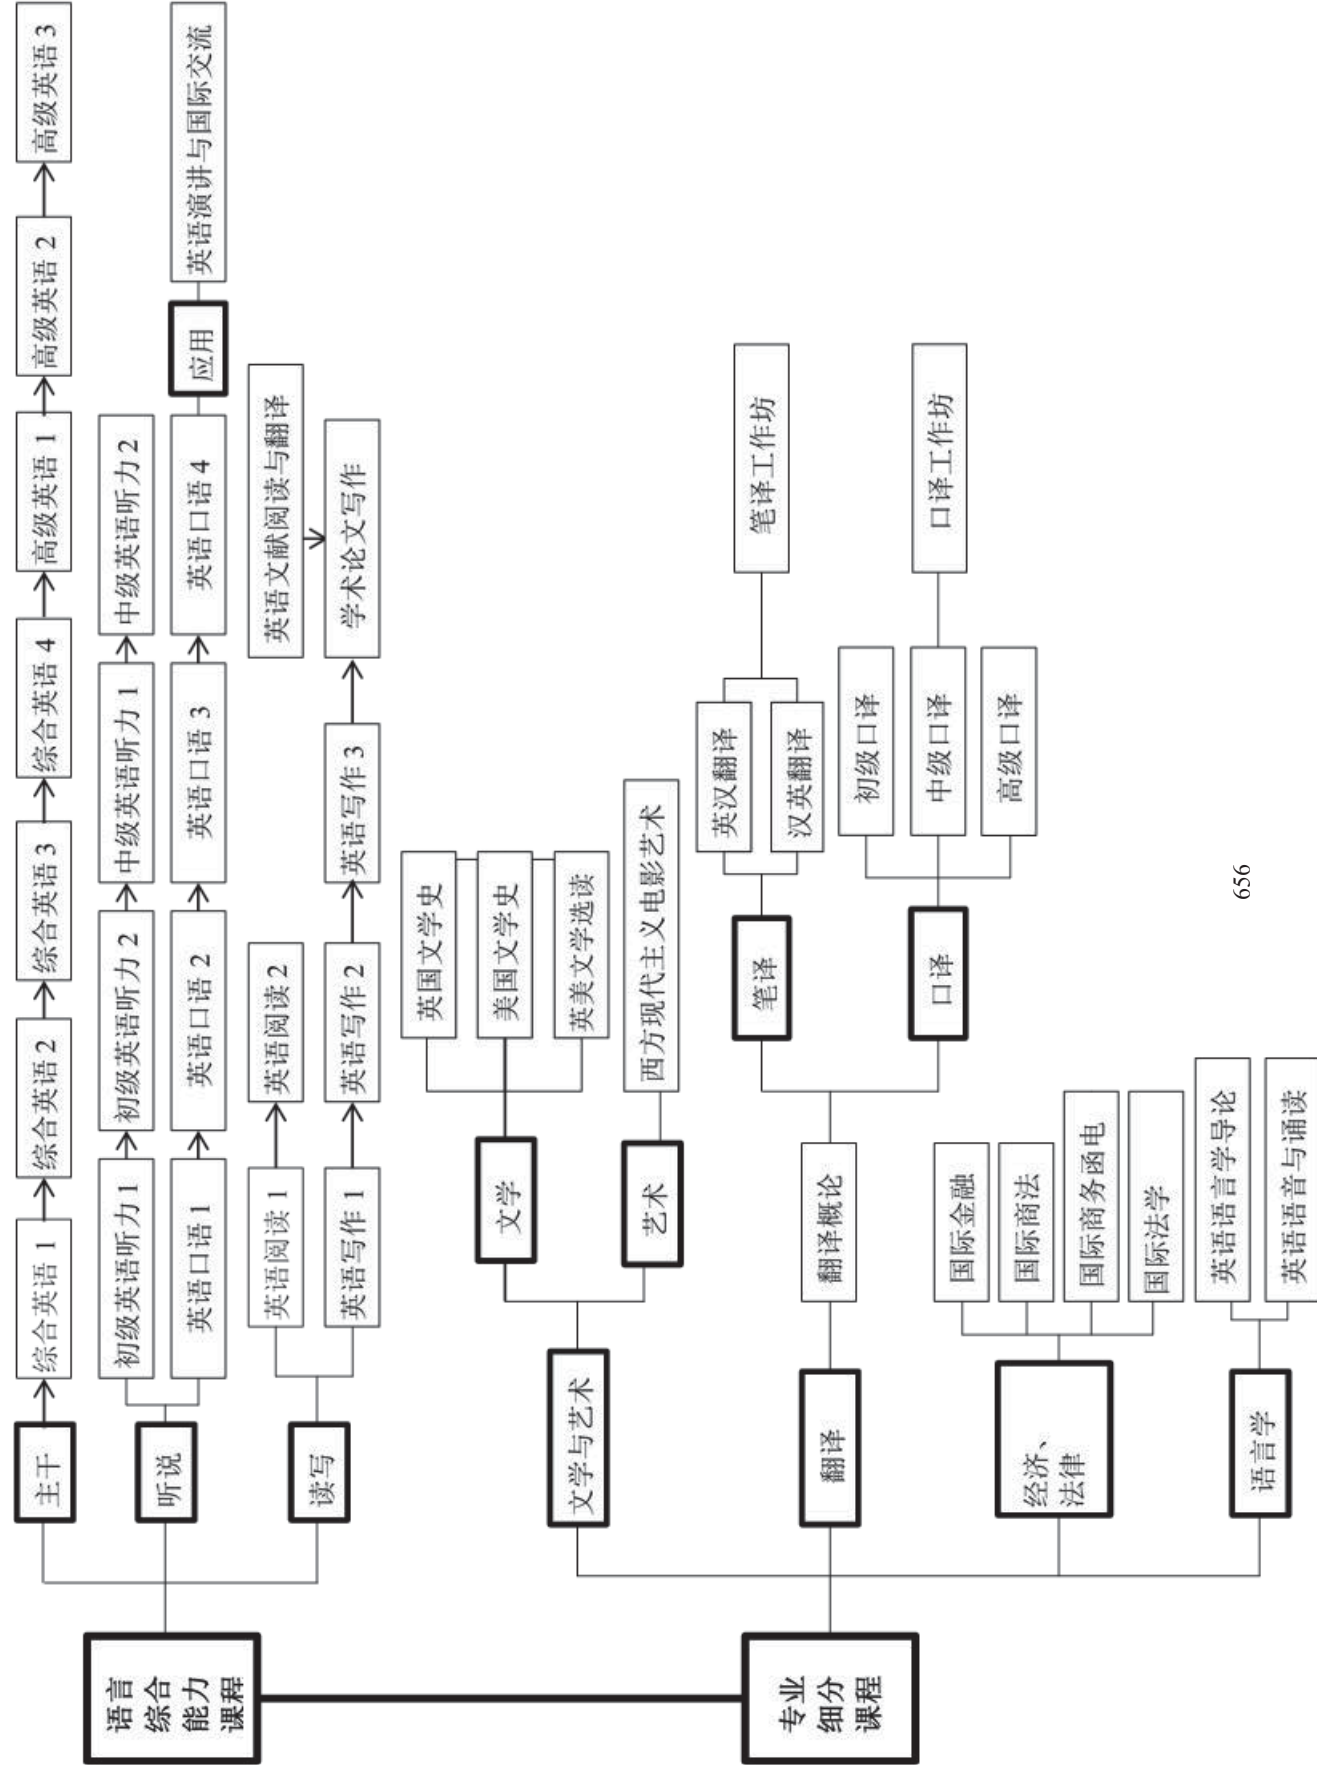 语言
综合
能力
课程
主干
综合英语 1
综合英语 2
综合英语 3
综合英语 4
高级英语 1
高级英语 2
高级英语 3
听说
初级英语听力 1
初级英语听力 2
中级英语听力 1
中级英语听力 2
英语口语 1
英语口语 2
英语口语 3
英语口语 4
应用
英语演讲与国际交流
读写
英语阅读 1
英语阅读 2
英语文献阅读与翻译
英语写作 1
英语写作 2
英语写作 3
学术论文写作
专业
细分
课程
文学与艺术
文学
英国文学史
美国文学史
英美文学选读
艺术
西方现代主义电影艺术
翻译
翻译概论
笔译
英汉翻译
汉英翻译
笔译工作坊
口译
初级口译
中级口译
高级口译
口译工作坊
经济、
法律
国际金融
国际商法
国际商务函电
国际法学
语言学
英语语言学导论
英语语音与诵读
656